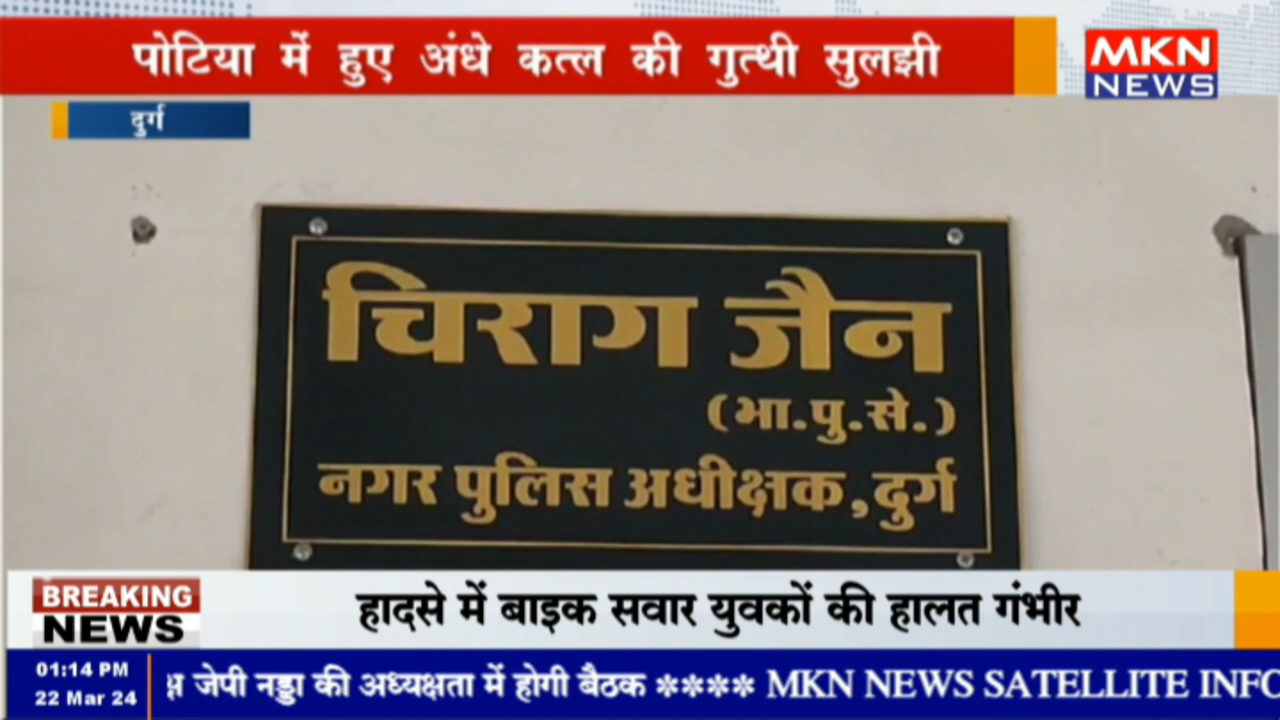 पोटिया में हुए अंधे कत्ल की गुत्थी सुलझी
MKN
NEWS
दुर्ग
चिराग जैन
(भा.पु.से.)
नगर पुलिस अधीक्षक, दुर्ग
BREAKING
NEWS
हादसे में बाइक सवार युवकों की हालत गंभीर
01:14 PM
22 Mar 24
जेपी नड्डा की अध्यक्षता में होगी बैठक **** MKN NEWS SATELLITE INFO